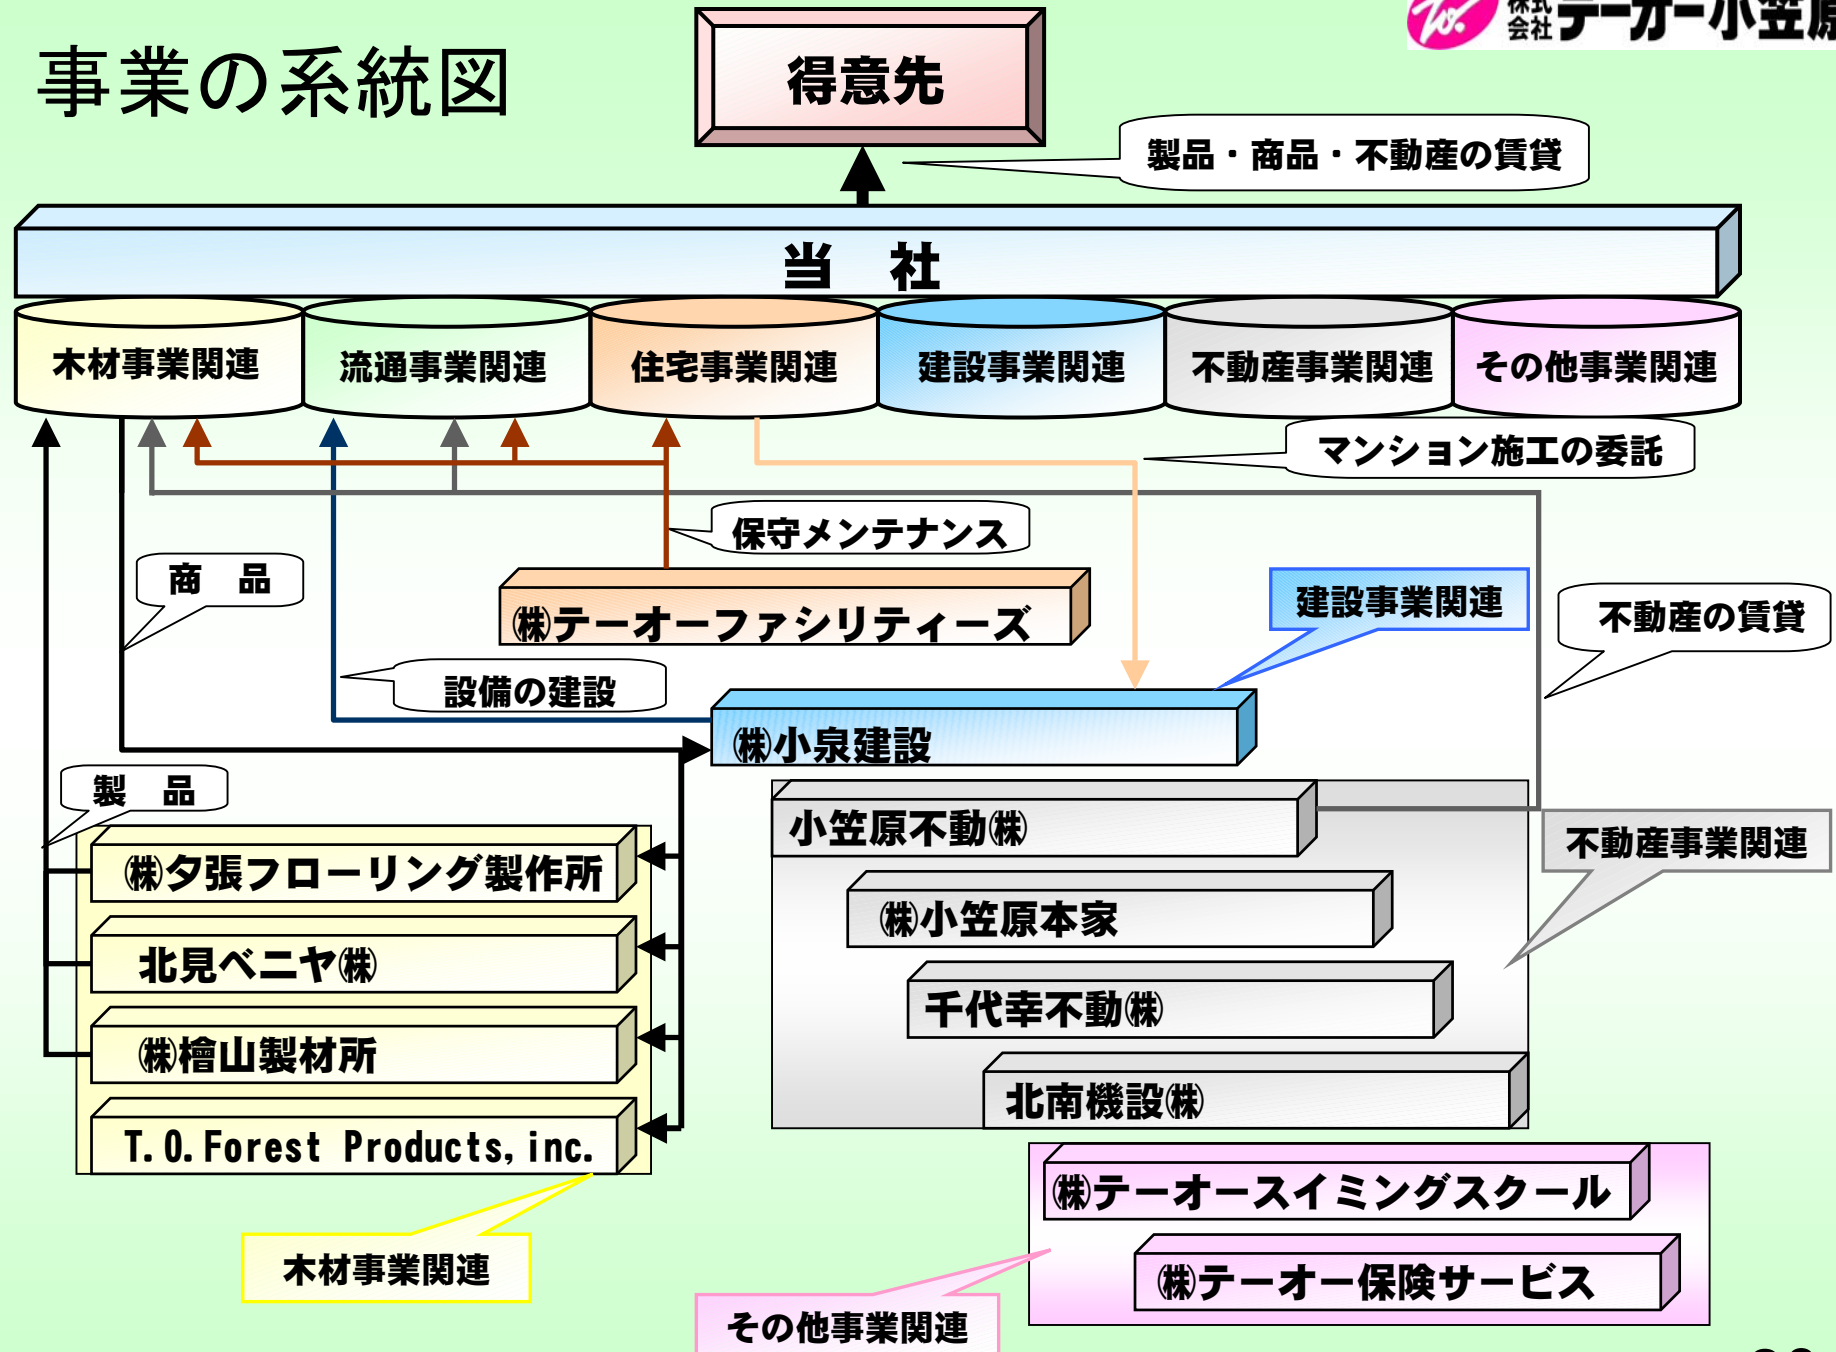 事業の系統図
株式会社 テーオー小笠原
得意先
製品・商品・不動産の賃貸
当 社
木材事業関連
流通事業関連
住宅事業関連
建設事業関連
不動産事業関連
その他事業関連
マンション施工の委託
保守メンテナンス
商 品
㈱テーオーファシリティーズ
建設事業関連
不動産の賃貸
設備の建設
㈱小泉建設
製 品
小笠原不動㈱
不動産事業関連
㈱夕張フローリング製作所
㈱小笠原本家
北見ベニヤ㈱
千代幸不動㈱
㈱檜山製材所
北南機設㈱
T.O.Forest Products,inc.
㈱テーオースイミングスクール
木材事業関連
㈱テーオー保険サービス
その他事業関連